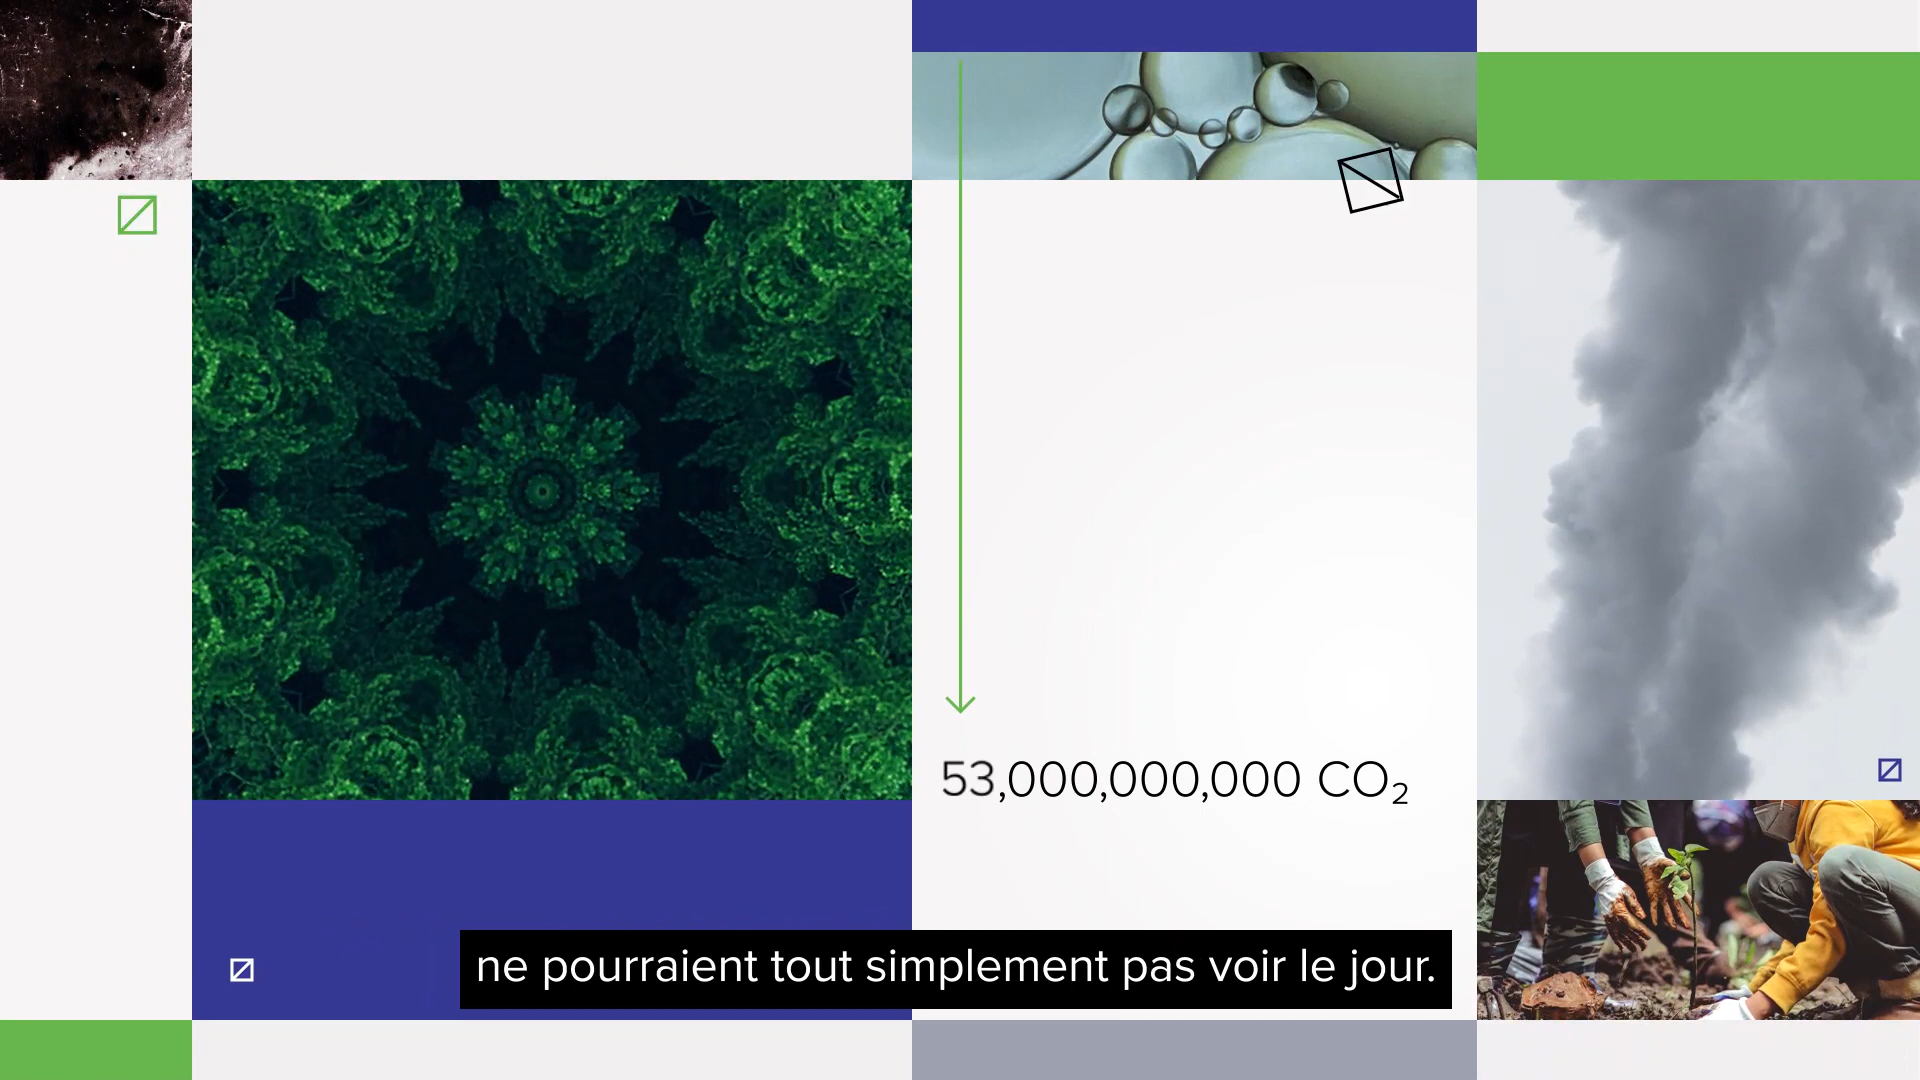 53,000,000,000 CO₂
ne pourraient tout simplement pas voir le jour.